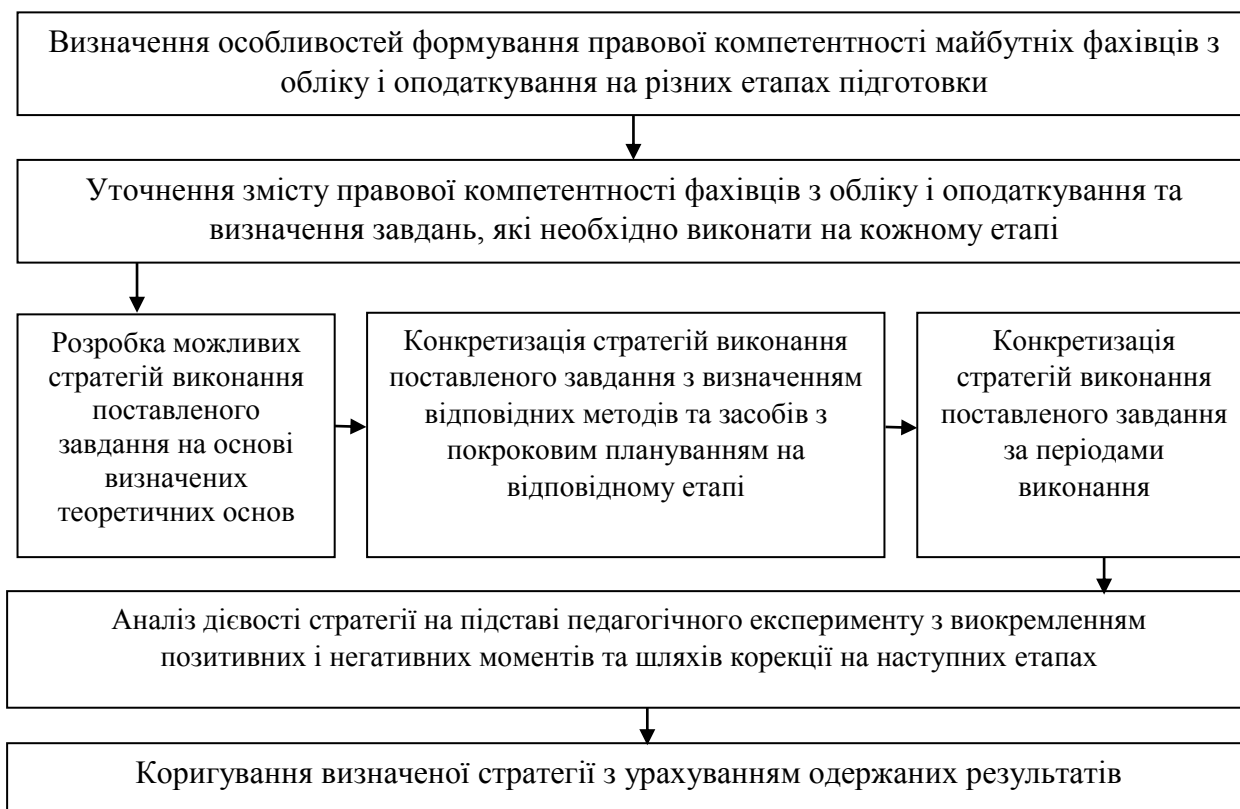 Визначення особливостей формування правової компетентності майбутніх фахівців з
обліку і оподаткування на різних етапах підготовки
Уточнення змісту правової компетентності фахівців з обліку і оподаткування та
визначення завдань, які необхідно виконати на кожному етапі
Розробка можливих
стратегій виконання
поставленого
завдання на основі
визначених
теоретичних основ
Конкретизація стратегій виконання
поставленого завдання з визначенням
відповідних методів та засобів з
покроковим плануванням на
відповідному етапі
Конкретизація
стратегій виконання
поставленого завдання
за періодами
виконання
Аналіз дієвості стратегії на підставі педагогічного експерименту з виокремленням
позитивних і негативних моментів та шляхів корекції на наступних етапах
Коригування визначеної стратегії з урахуванням одержаних результатів